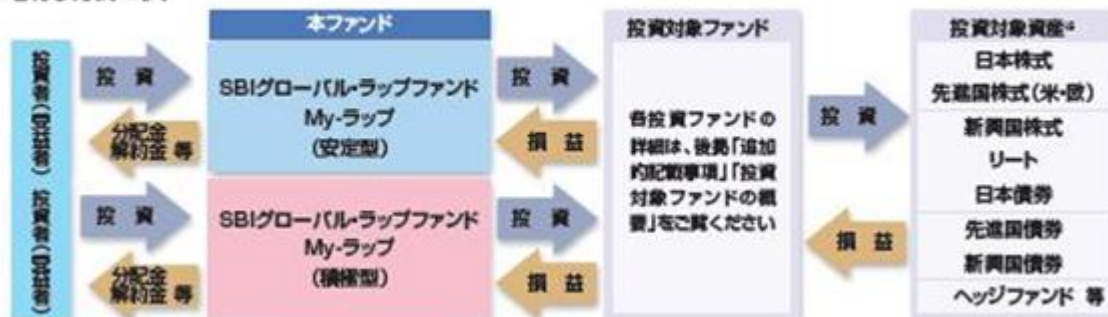 本ファンド
投資対象ファンド
投資対象資産
投資者(受益者)
投資
分配金
解約金 等
SBIグローバル・ラップファンド
My-ラップ
(安定型)
投資
損益
投資者(受益者)
投資
分配金
解約金 等
SBIグローバル・ラップファンド
My-ラップ
(積極型)
投資
損益
各投資ファンドの
詳細は、後掲「追加
的記載事項」「投資
対象ファンドの概
要」をご覧ください
投資
損益
日本株式
先進国株式(米・欧)
新興国株式
リート
日本債券
先進国債券
新興国債券
ヘッジファンド 等